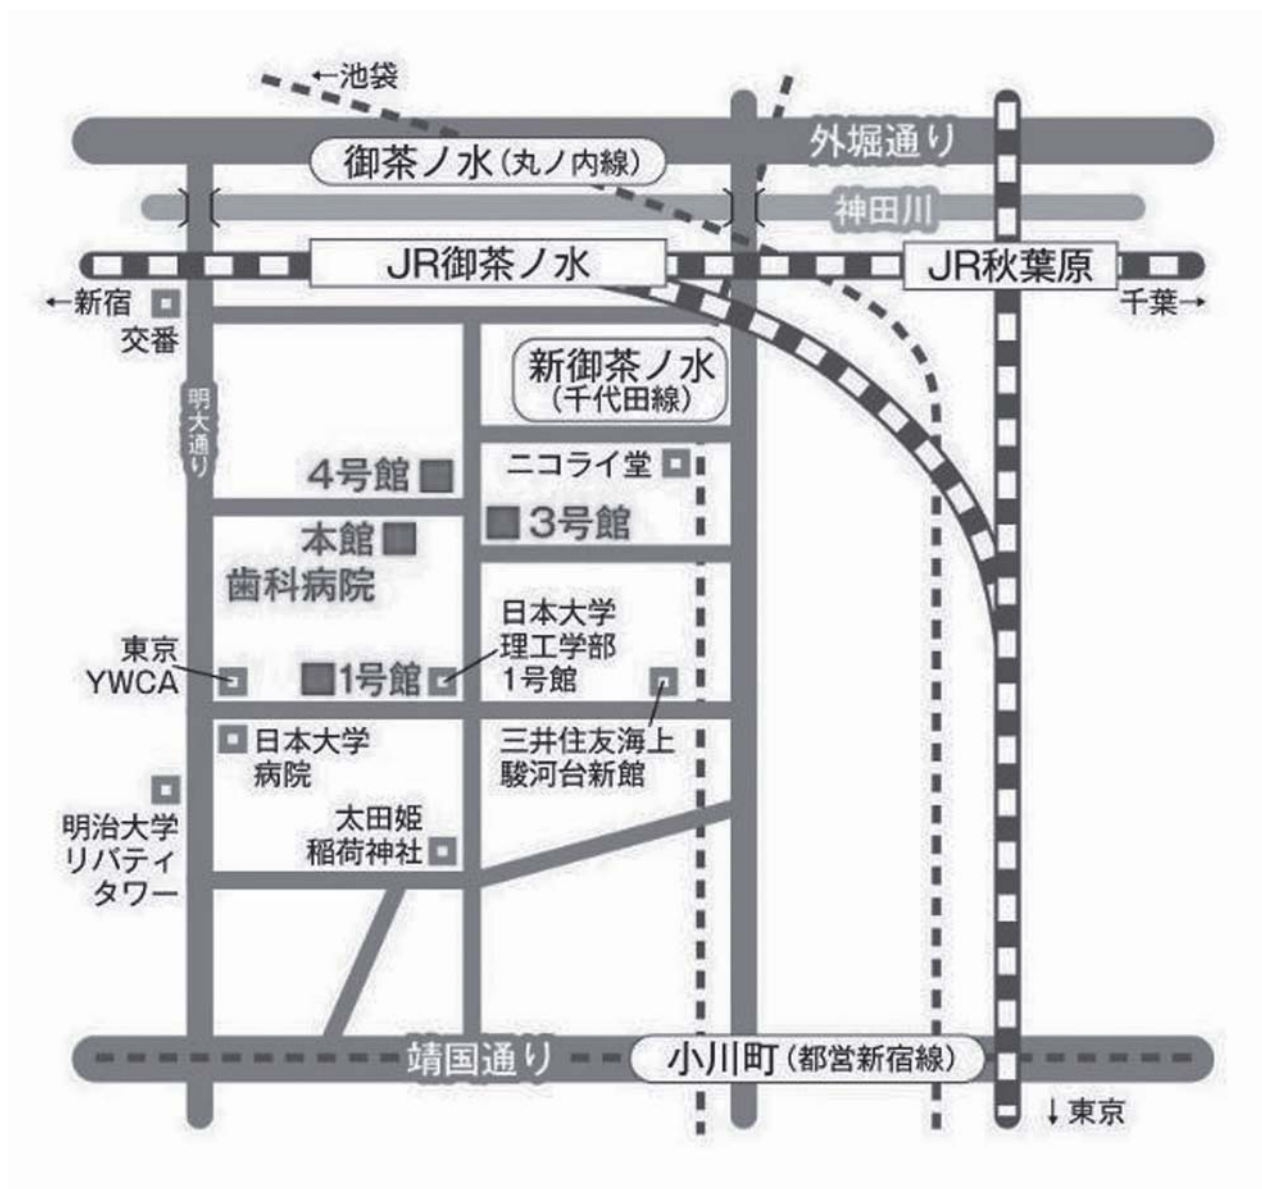 ←池袋
外堀通り
御茶ノ水(丸ノ内線)
神田川
JR御茶ノ水
JR秋葉原
←新宿
千葉→
交番
新御茶ノ水
(千代田線)
明大通り
4号館
ニコライ堂
3号館
本館
歯科病院
日本大学
理工学部
1号館
東京
YWCA
1号館
日本大学
病院
三井住友海上
駿河台新館
明治大学
リバティ
タワー
太田姫
稲荷神社
靖国通り
小川町(都営新宿線)
↓東京